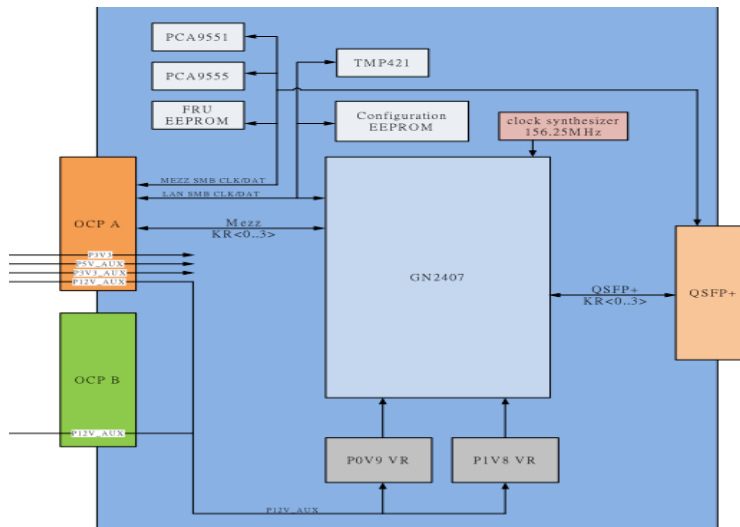 PCA9551
TMP421
PCA9555
FRU
EEPROM
Configuration
EEPROM
clock synthesizer
156.25MHz
MEZZ SMB CLK/DAT
LAN SMB CLK/DAT
OCP A
Mezz
KR<0..3>
P3V3
P5V_AUX
P3V3_AUX
P12V_AUX
GN2407
QSFP+
KR<0..3>
QSFP+
OCP B
P12V_AUX
P0V9 VR
P1V8 VR
P12V_AUX